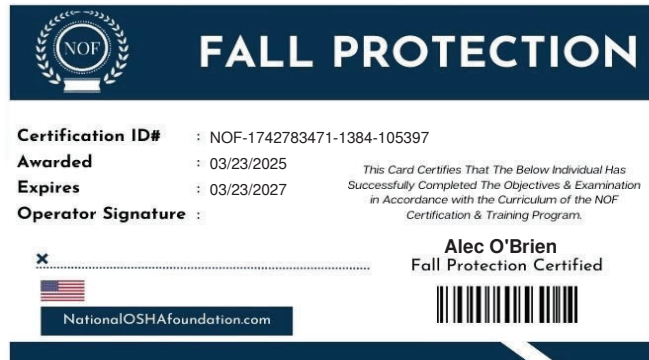 NOF
FALL PROTECTION
Certification ID# : NOF-1742783471-1384-105397
Awarded : 03/23/2025
Expires : 03/23/2027
Operator Signature :
This Card Certifies That The Below Individual Has
Successfully Completed The Objectives & Examination
in Accordance with the Curriculum of the NOF
Certification & Training Program.
Alec O'Brien
Fall Protection Certified
×
NationalOSHAfoundation.com